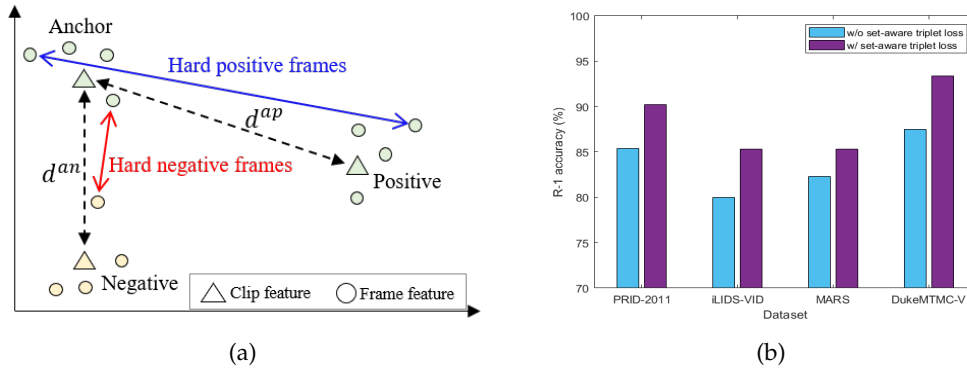 Anchor
Hard positive frames
d^{ap}
Hard negative frames
d^{an}
Positive
Negative
Clip feature
Frame feature
(a)
w/o set-aware triplet loss
w/ set-aware triplet loss
R-1 accuracy (%)
100
95
90
85
80
75
70
PRID-2011
iLIDS-VID
MARS
DukeMTMC-V
Dataset
(b)